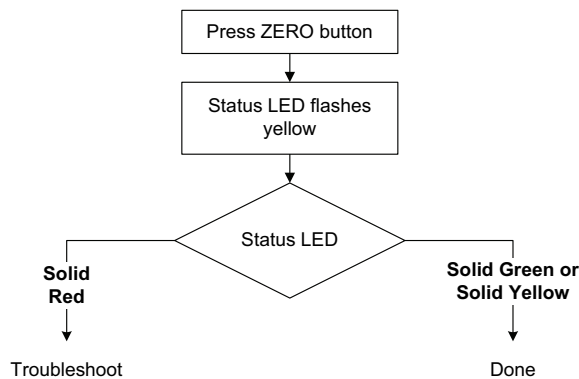 Press ZERO button
Status LED flashes
yellow
Status LED
Solid
Red
Solid Green or
Solid Yellow
Troubleshoot
Done